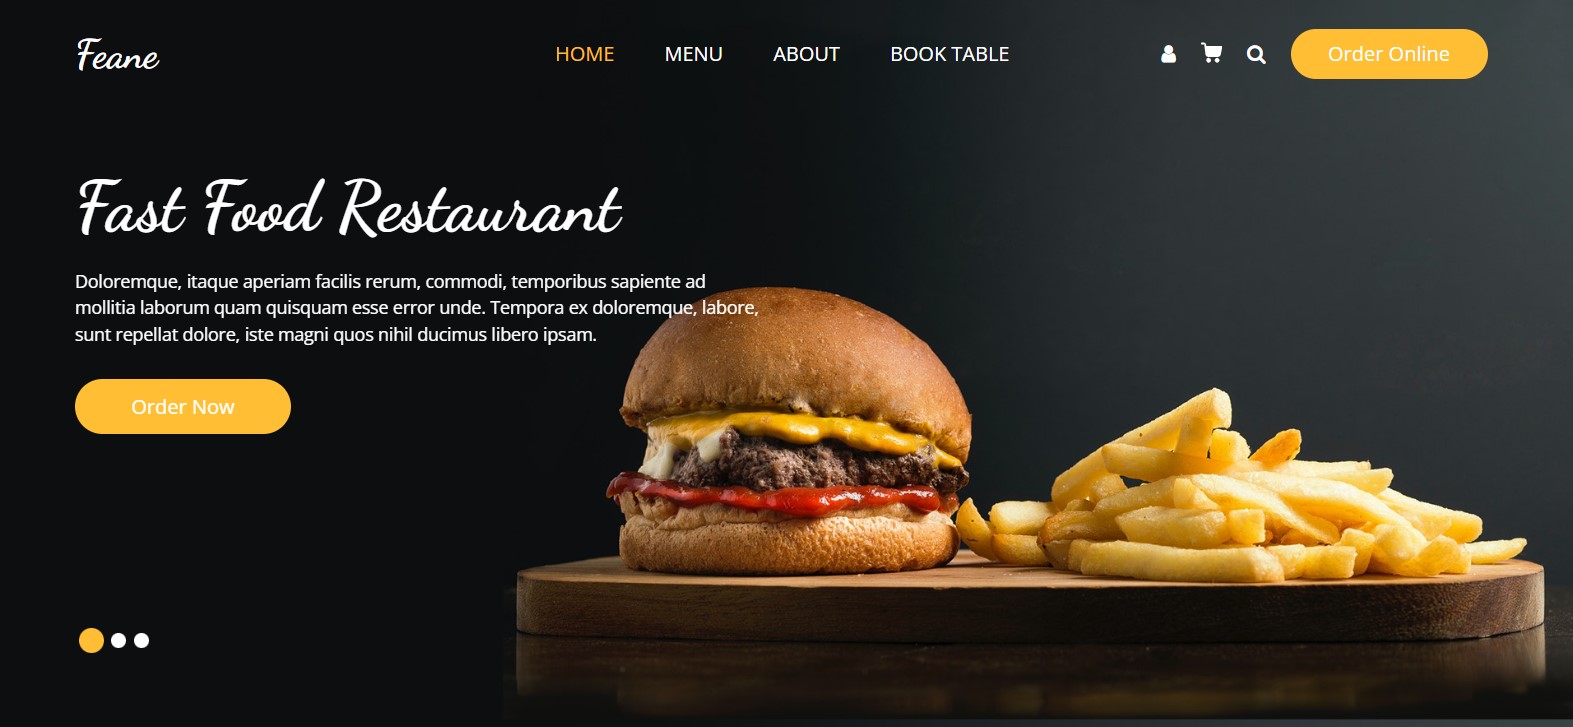 Feane
HOME MENU ABOUT BOOK TABLE Order Online
Fast Food Restaurant
Doloremque, itaque aperiam facilis rerum, commodi, temporibus sapiente ad
mollitia laborum quam quisquam esse error unde. Tempora ex doloremque, labore,
sunt repellat dolore, iste magni quos nihil ducimus libero ipsam.
Order Now